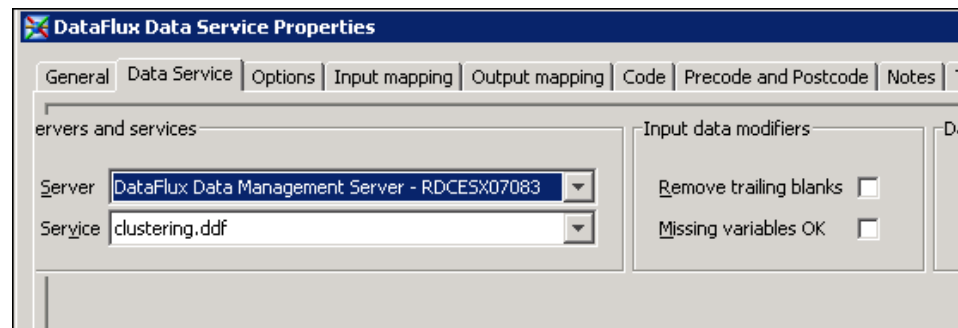 DataFlux Data Service Properties
General Data Service Options Input mapping Output mapping Code Precode and Postcode Notes
ervers and services Input data modifiers
Server DataFlux Data Management Server - RDCESX07083 Remove trailing blanks
Service clustering.ddf Missing variables OK